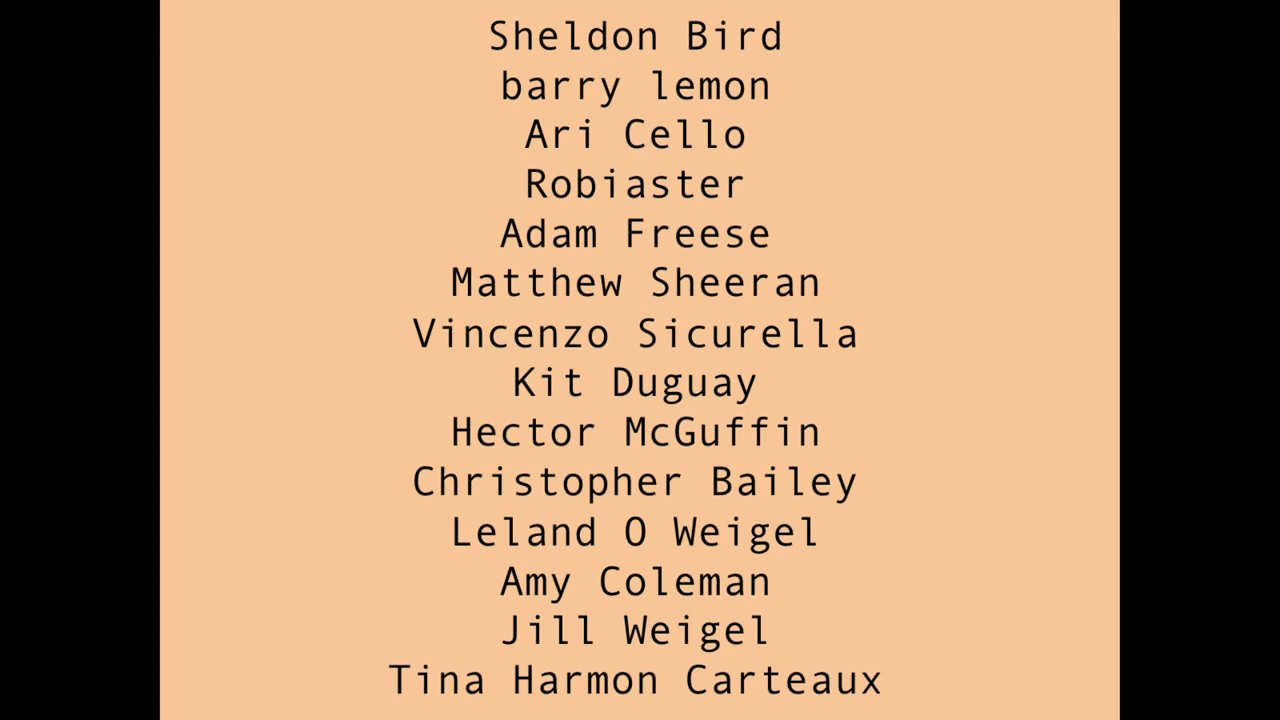 Sheldon Bird
barry lemon
Ari Cello
Robiaster
Adam Freese
Matthew Sheeran
Vincenzo Sicurella
Kit Duguay
Hector McGuffin
Christopher Bailey
Leland O Weigel
Amy Coleman
Jill Weigel
Tina Harmon Carteaux